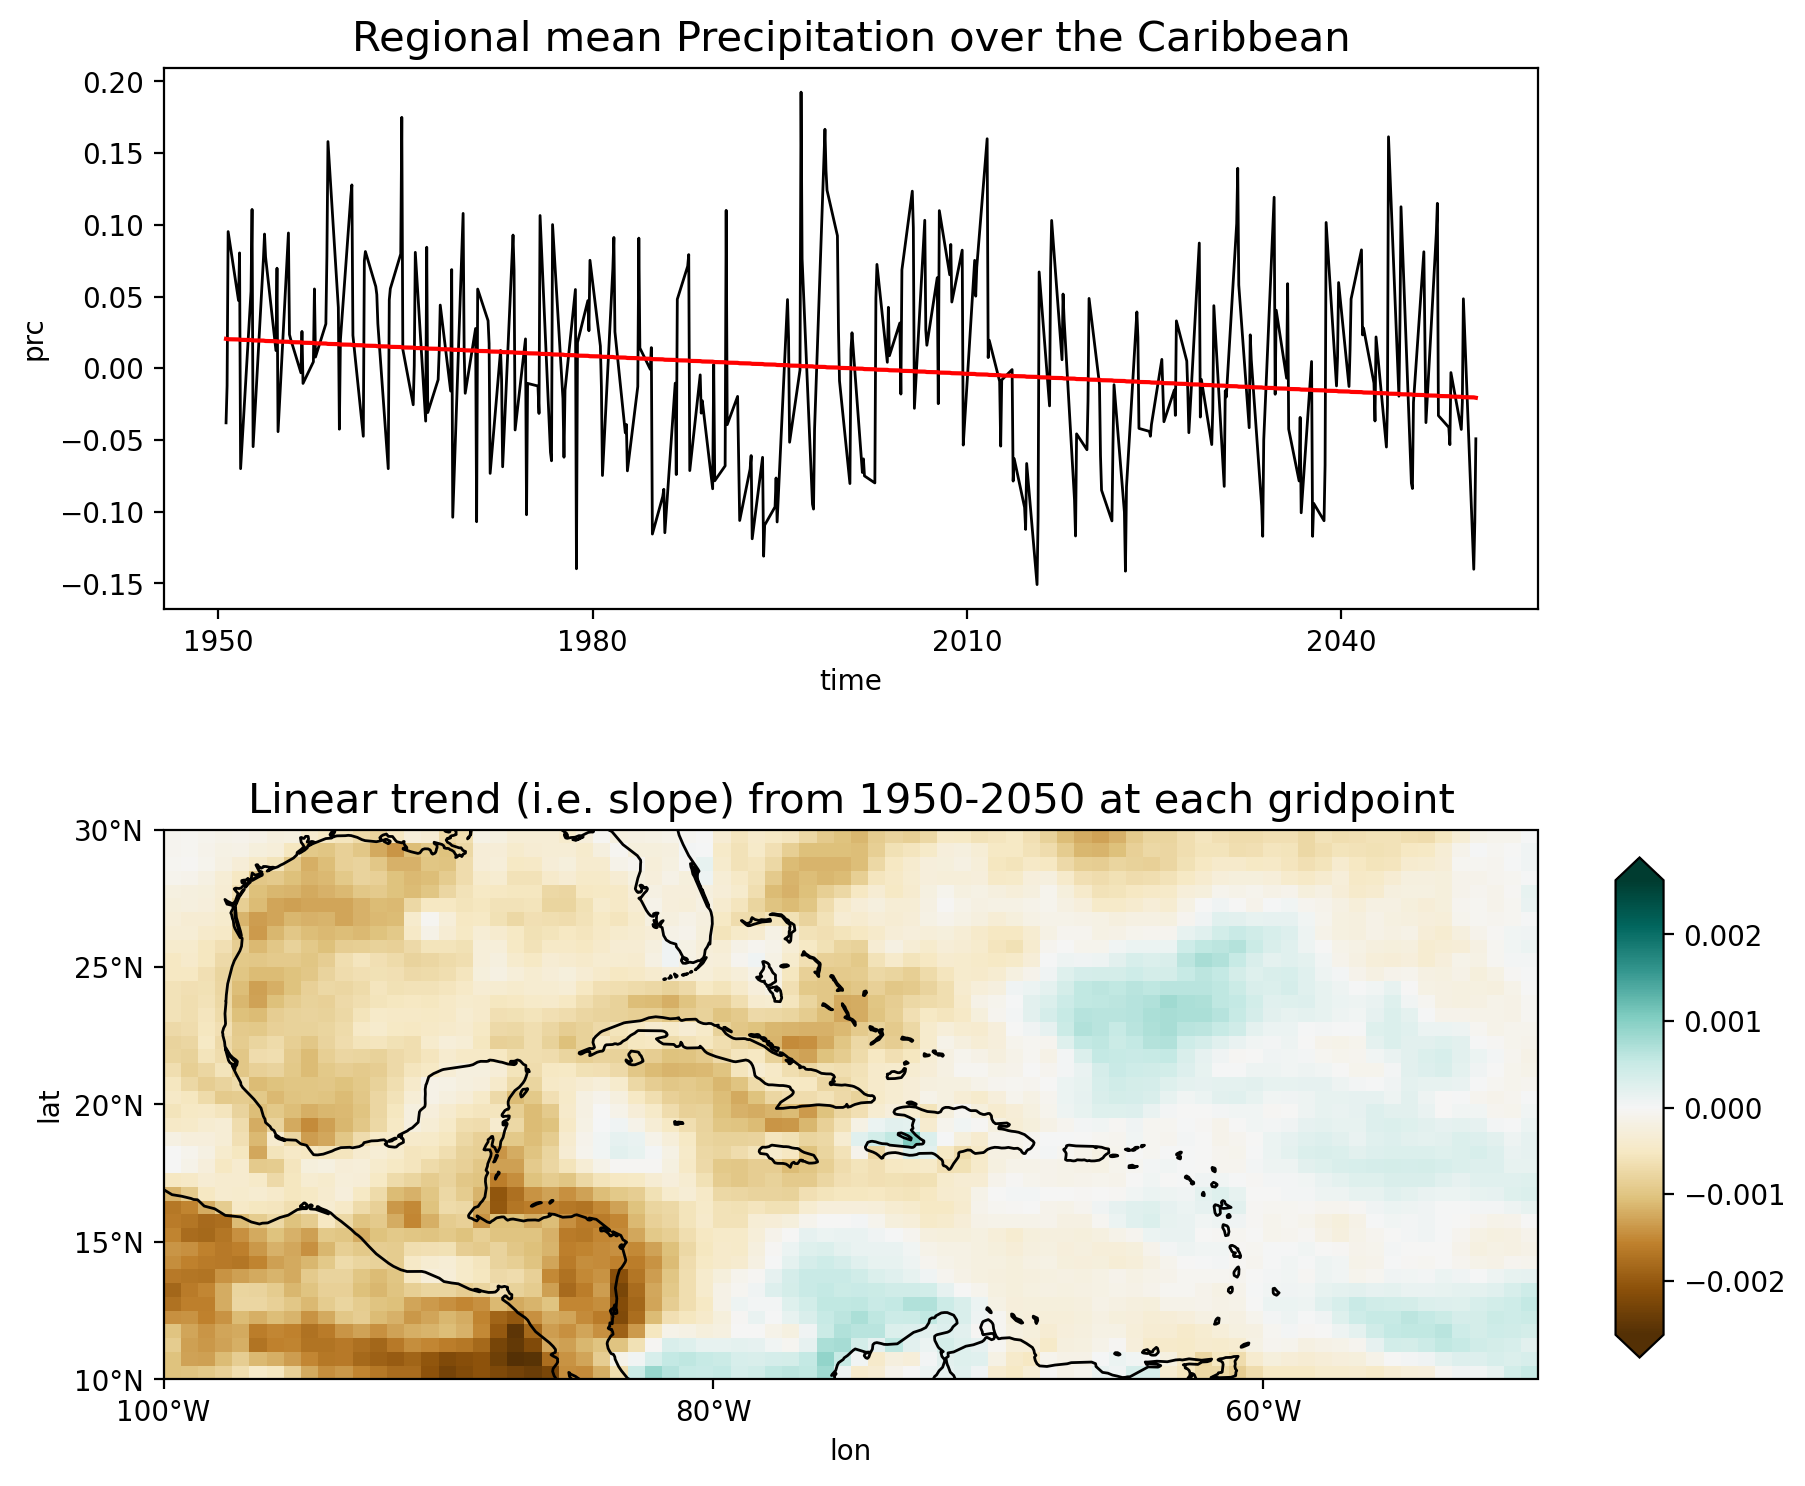 Regional mean Precipitation over the Caribbean
prc
0.20
0.15
0.10
0.05
0.00
−0.05
−0.10
−0.15
1950 1980 2010 2040
time
Linear trend (i.e. slope) from 1950-2050 at each gridpoint
lat
30°N
25°N
20°N
15°N
10°N
100°W 80°W 60°W
lon
0.002
0.001
0.000
−0.001
−0.002